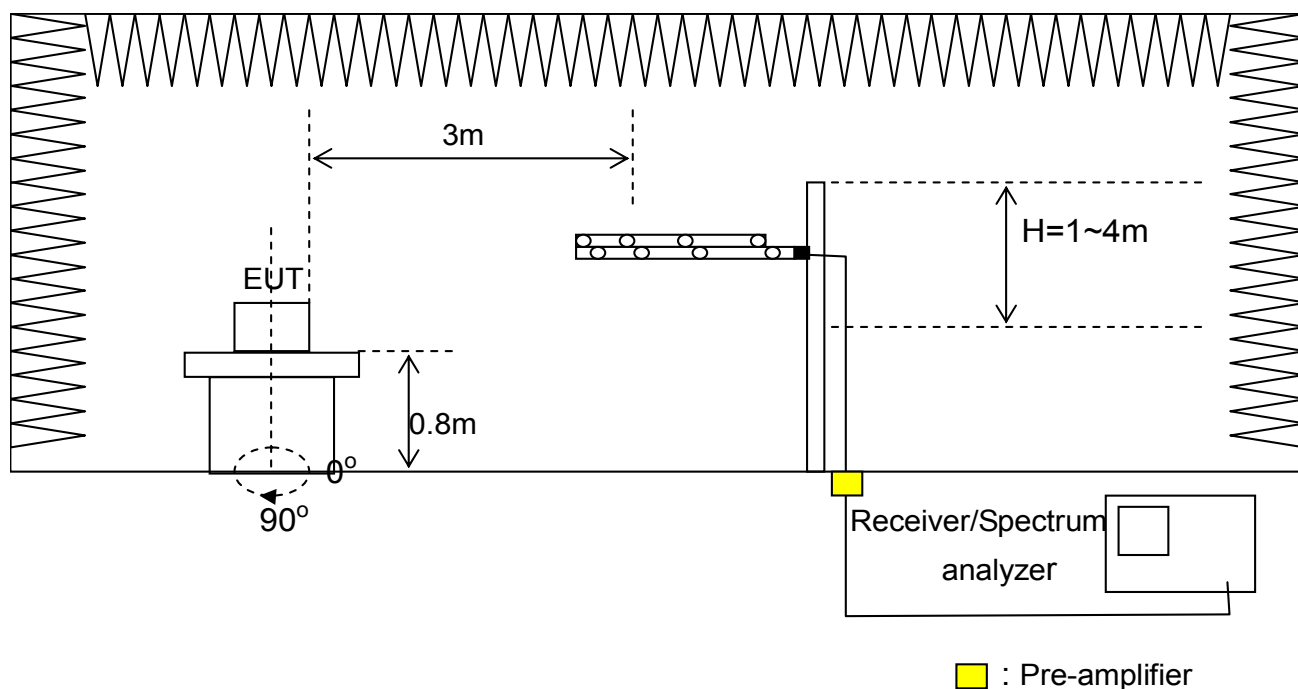 3m
H=1~4m
EUT
0.8m
0°
90°
Receiver/Spectrum
analyzer
: Pre-amplifier